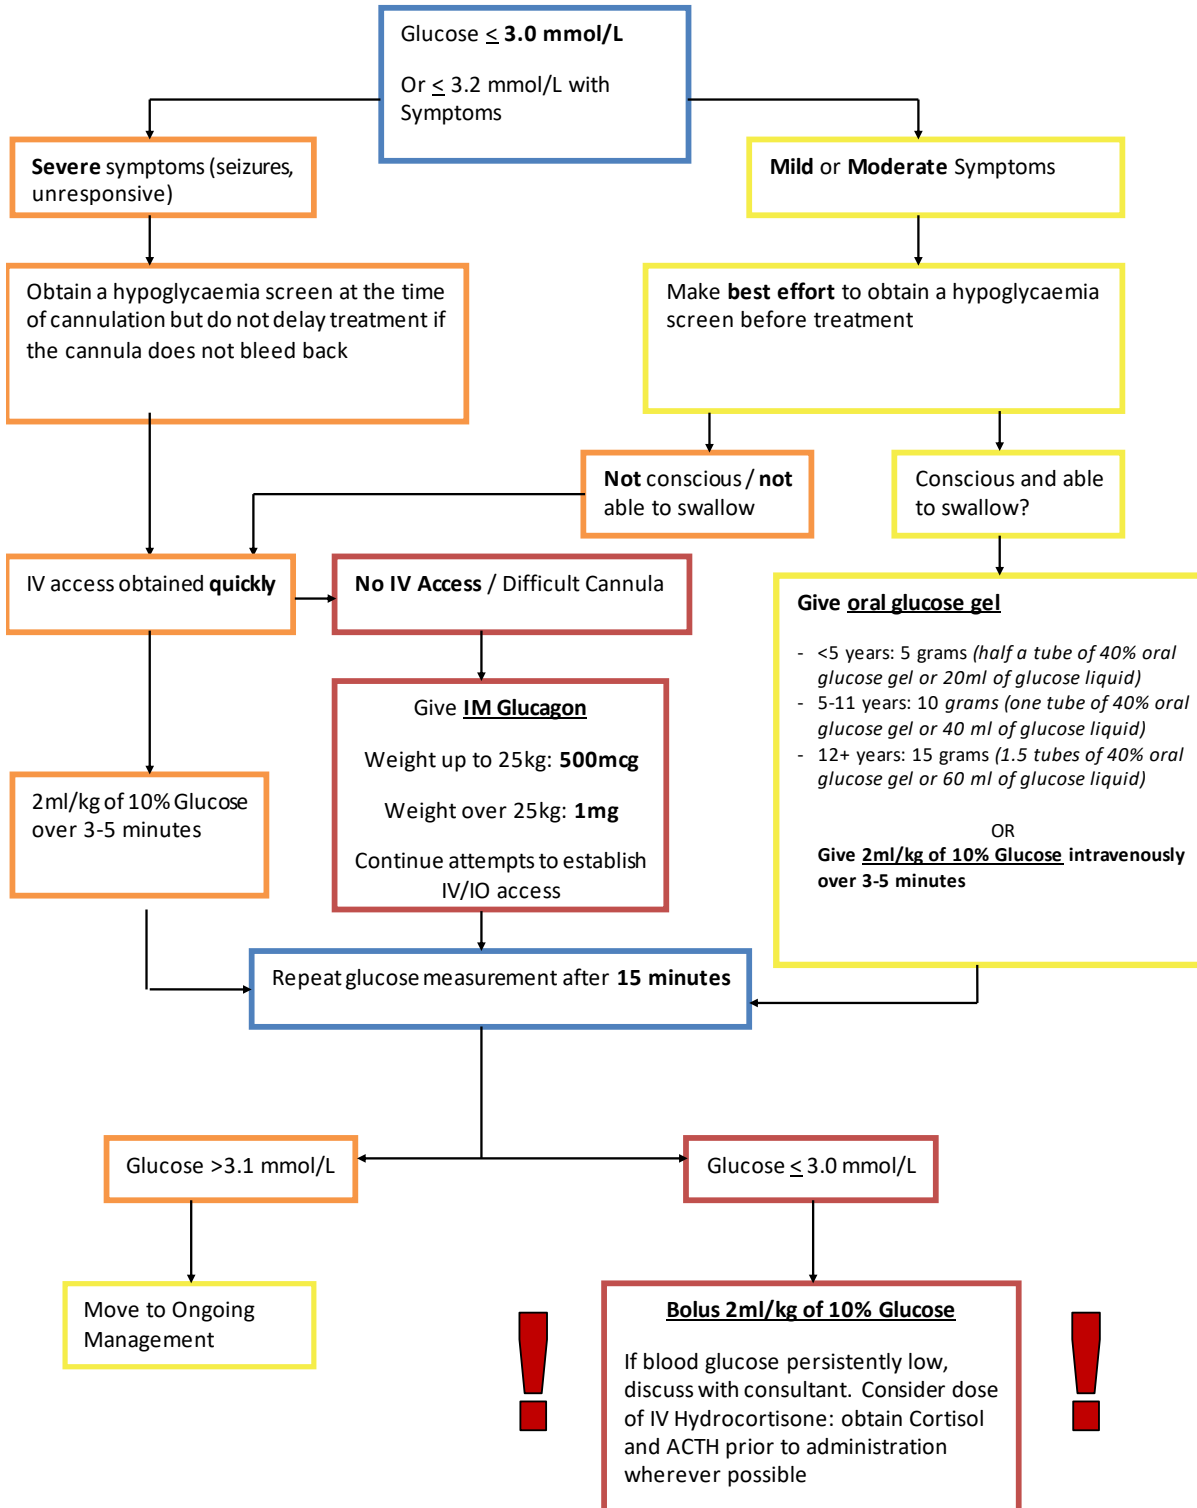 Glucose ≤ 3.0 mmol/L
Or ≤ 3.2 mmol/L with
Symptoms
Severe symptoms (seizures,
unresponsive)
Mild or Moderate Symptoms
Obtain a hypoglycaemia screen at the time
of cannulation but do not delay treatment if
the cannula does not bleed back
Make best effort to obtain a hypoglycaemia
screen before treatment
Not conscious / not
able to swallow
Conscious and able
to swallow?
IV access obtained quickly
No IV Access / Difficult Cannula
Give oral glucose gel
- <5 years: 5 grams (half a tube of 40% oral
glucose gel or 20ml of glucose liquid)
- 5-11 years: 10 grams (one tube of 40% oral
glucose gel or 40 ml of glucose liquid)
- 12+ years: 15 grams (1.5 tubes of 40% oral
glucose gel or 60 ml of glucose liquid)
OR
Give 2ml/kg of 10% Glucose intravenously
over 3-5 minutes
Give IM Glucagon
Weight up to 25kg: 500mcg
Weight over 25kg: 1mg
Continue attempts to establish
IV/IO access
2ml/kg of 10% Glucose
over 3-5 minutes
Repeat glucose measurement after 15 minutes
Glucose >3.1 mmol/L
Glucose ≤ 3.0 mmol/L
Move to Ongoing
Management
!
Bolus 2ml/kg of 10% Glucose
If blood glucose persistently low,
discuss with consultant. Consider dose
of IV Hydrocortisone: obtain Cortisol
and ACTH prior to administration
wherever possible
!